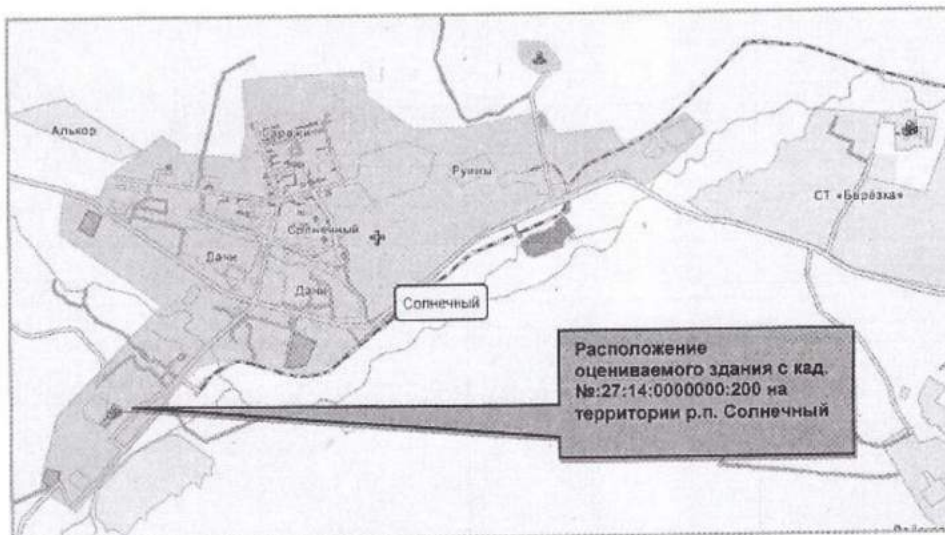 Алькор
Гаражи
Руины
СТ «Берёзка»
Солнечный
Дачи
Дачи
Солнечный
Расположение
оцениваемого здания с кад.
№:27:14:0000000:200 на
территории р.п. Солнечный